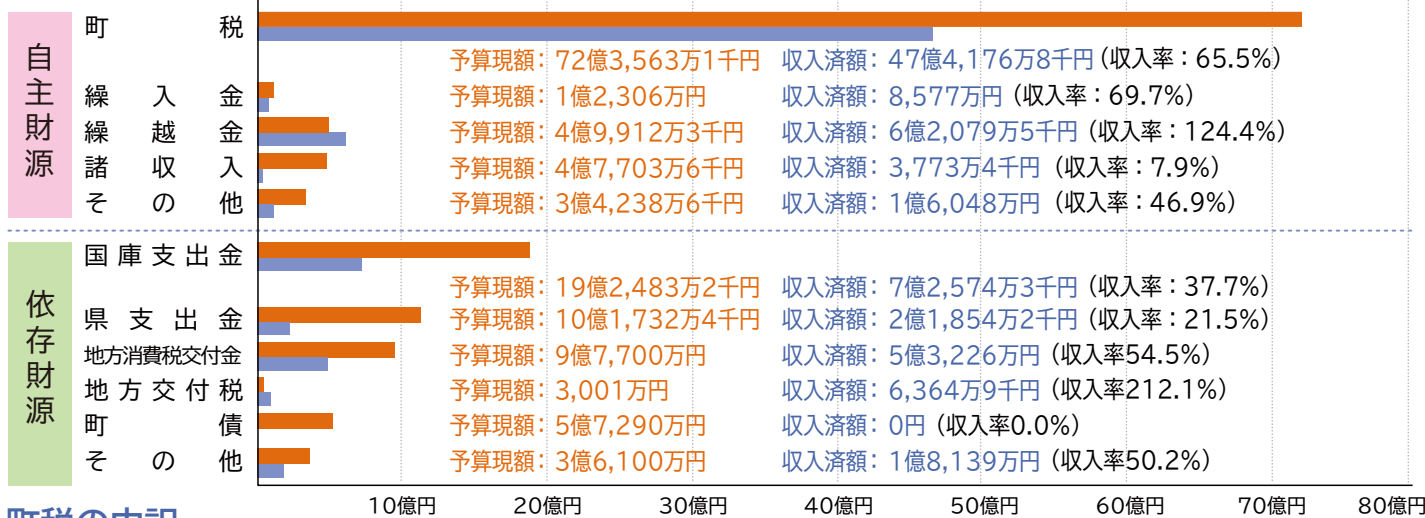 自主財源
町税
予算現額：72億3,563万1千円 収入済額：47億4,176万8千円(収入率：65.5%)
繰入金 予算現額：1億2,306万円 収入済額：8,577万円 (収入率：69.7%)
繰越金 予算現額：4億9,912万3千円 収入済額：6億2,079万5千円 (収入率：124.4%)
諸収入 予算現額：4億7,703万6千円 収入済額：3,773万4千円 (収入率：7.9%)
その他 予算現額：3億4,238万6千円 収入済額：1億6,048万円 (収入率：46.9%)
依存財源
国庫支出金
予算現額：19億2,483万2千円 収入済額：7億2,574万3千円 (収入率：37.7%)
県支出金 予算現額：10億1,732万4千円 収入済額：2億1,854万2千円 (収入率：21.5%)
地方消費税交付金 予算現額：9億7,700万円 収入済額：5億3,226万円 (収入率54.5%)
地方交付税 予算現額：3,001万円 収入済額：6,364万9千円 (収入率212.1%)
町債 予算現額：5億7,290万円 収入済額：0円 (収入率0.0%)
その他 予算現額：3億6,100万円 収入済額：1億8,139万円 (収入率50.2%)
10億円 20億円 30億円 40億円 50億円 60億円 70億円 80億円
町税の内訳